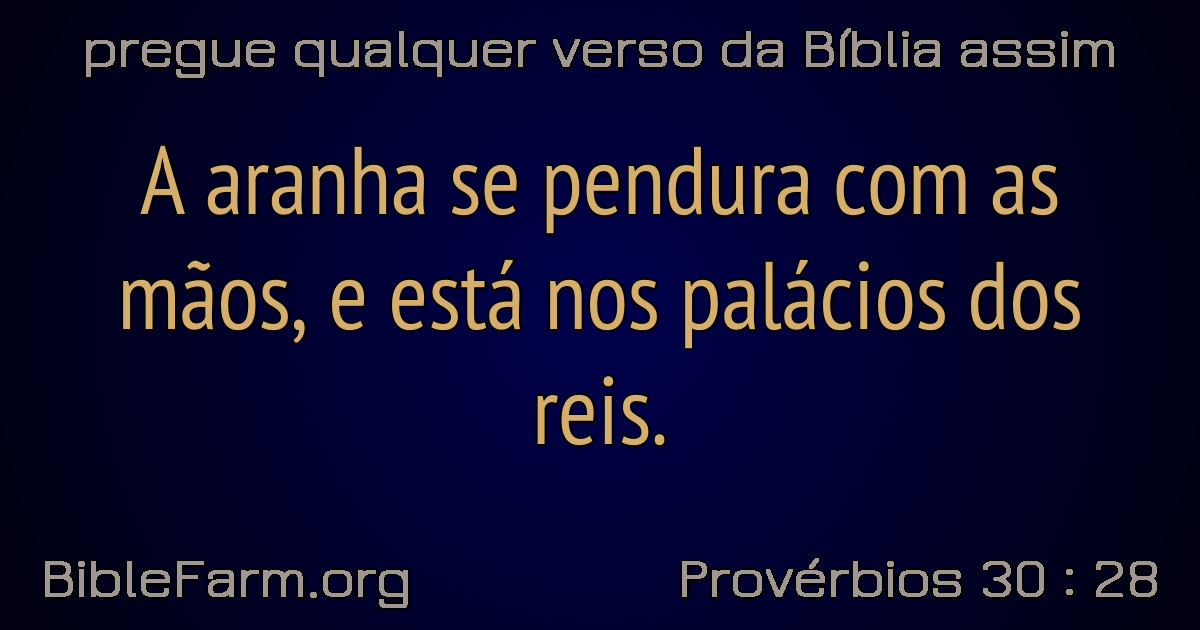 pregue qualquer verso da Bíblia assim
A aranha se pendura com as
mãos, e está nos palácios dos
reis.
BibleFarm.org
Provérbios 30 : 28